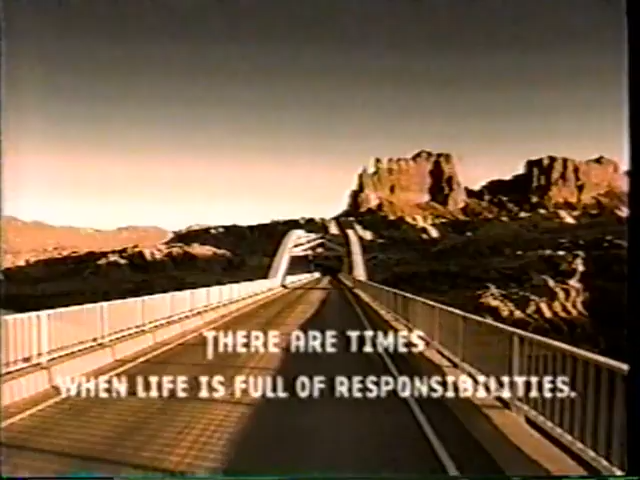 THERE ARE TIMES
WHEN LIFE IS FULL OF RESPONSIBILITIES.